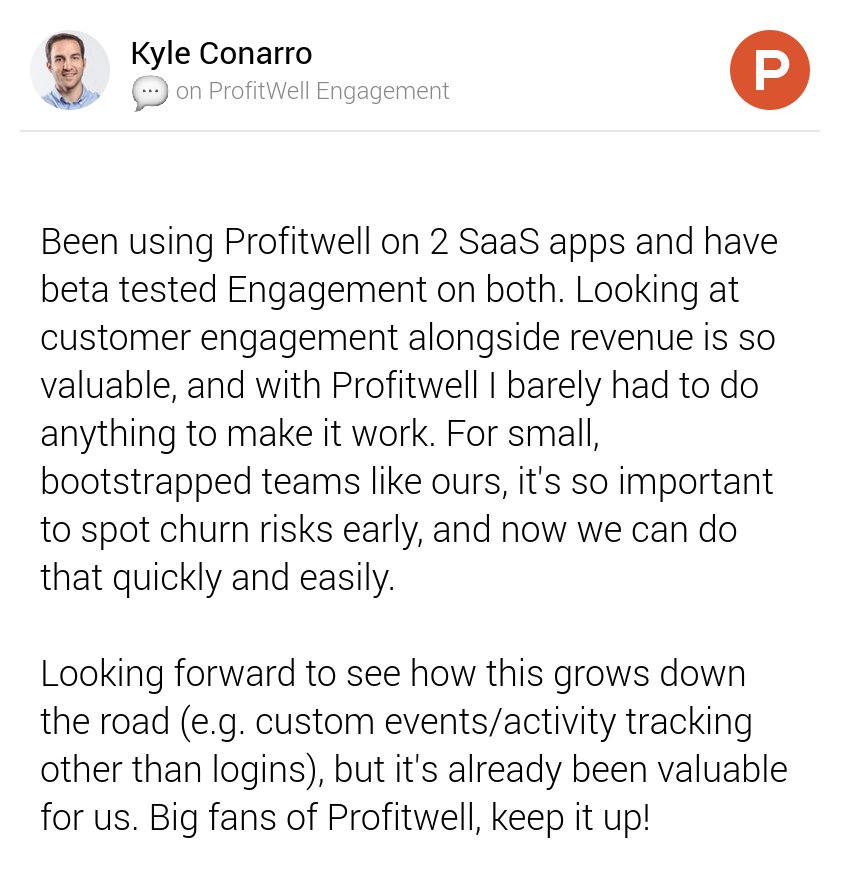 Kyle Conarro
on ProfitWell Engagement
P
Been using Profitwell on 2 SaaS apps and have
beta tested Engagement on both. Looking at
customer engagement alongside revenue is so
valuable, and with Profitwell I barely had to do
anything to make it work. For small,
bootstrapped teams like ours, it's so important
to spot churn risks early, and now we can do
that quickly and easily.
Looking forward to see how this grows down
the road (e.g. custom events/activity tracking
other than logins), but it's already been valuable
for us. Big fans of Profitwell, keep it up!